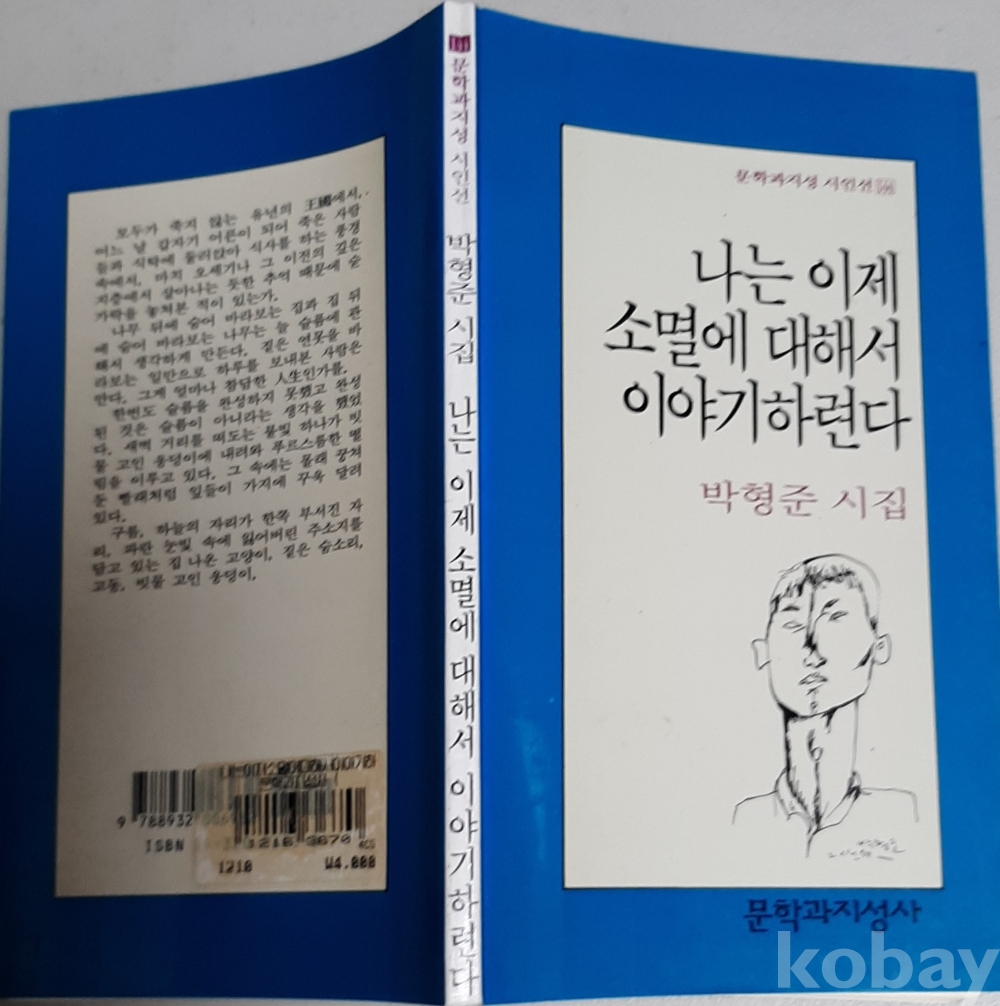 모두가 죽지 않는 유년의 王國에서,
어느 날 갑자기 어른이 되어 죽은 사람
들과 식탁에 둘러앉아 식사를 하는 풍경
속에서, 마치 오세기나 그 이전의 깊은
지층에서 살아나는 듯한 추억 때문에 숟
가락을 놓쳐본 적이 있는가.
나무 뒤에 숨어 바라보는 집과 집 뒤
에 숨어 바라보는 나무는 늘 슬픔에 관
해서 생각하게 만든다. 짙은 연못을 바
라보는 일만으로 하루를 보내본 사람은
안다. 그게 얼마나 참담한 人生인가를.
한번도 슬픔을 완성하지 못했고 완성
된 것은 슬픔이 아니라는 생각을 했었
다. 새벽 거리를 떠도는 불빛 하나가 빗
물 고인 웅덩이에 내려와 푸르스름한 떨
림을 이루고 있다. 그 속에는 몰래 훔쳐
둔 빨래처럼 잎들이 가지에 꾸욱 달려
있다.
구름, 하늘의 자리가 한쪽 부서진 자
리, 파란 눈빛 속에 잃어버린 주소지를
담고 있는 집 나온 고양이, 짙은 숨소리,
고동, 빗물 고인 웅덩이.
9 788932
ISBN
1216 3670
1210 ₩4,000
문학과지성 시인선 박형준 시집 나는 이제 소멸에 대해서 이야기하련다
문학과지성 시인선
나는 이제
소멸에 대해서
이야기하련다
박형준 시집
문학과지성사
kobay